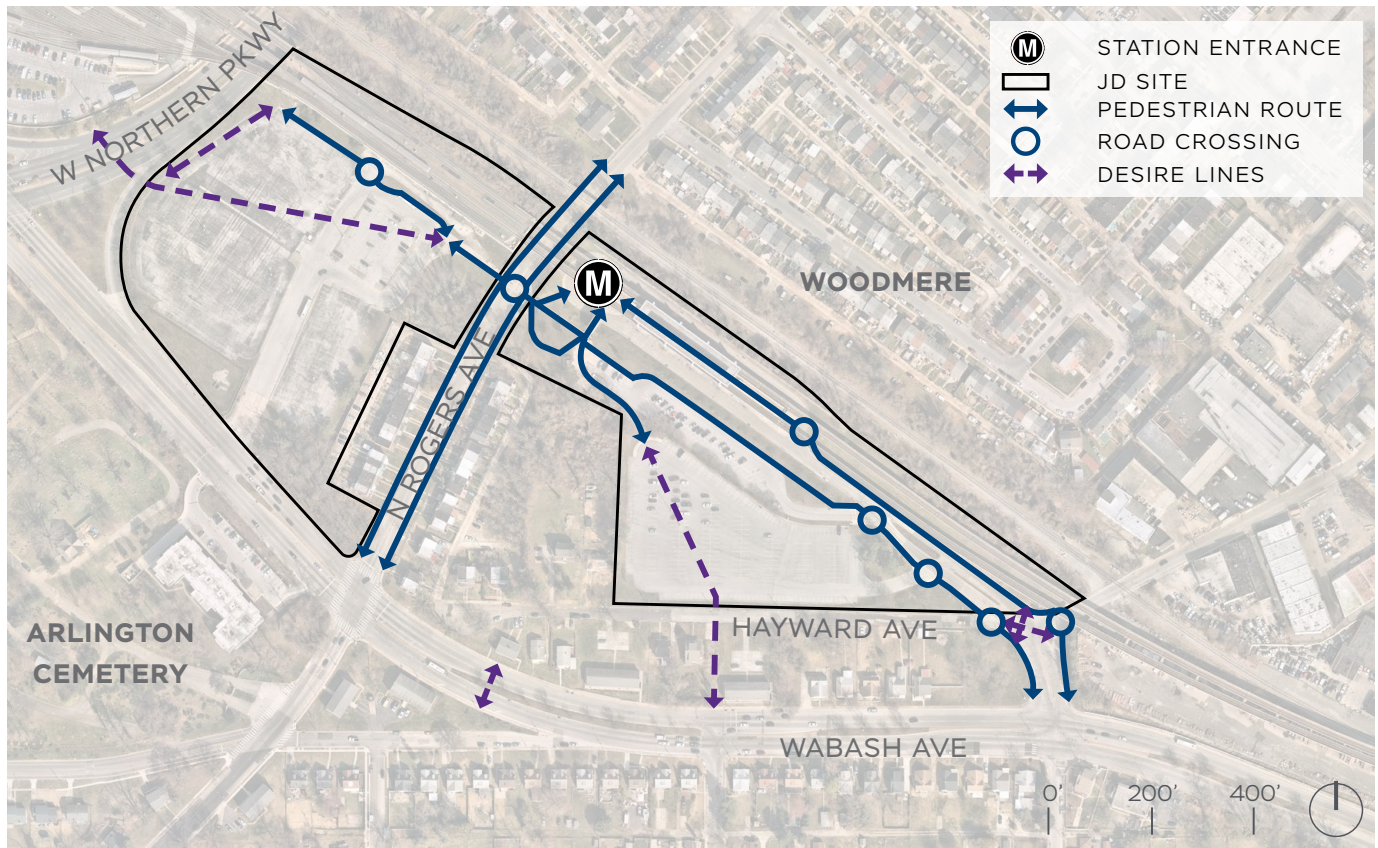 W NORTHERN PKWY
M
STATION ENTRANCE
JD SITE
PEDESTRIAN ROUTE
ROAD CROSSING
DESIRE LINES
M
WOODMERE
N ROGERS AVE
ARLINGTON
CEMETERY
HAYWARD AVE
WABASH AVE
0' 200' 400'